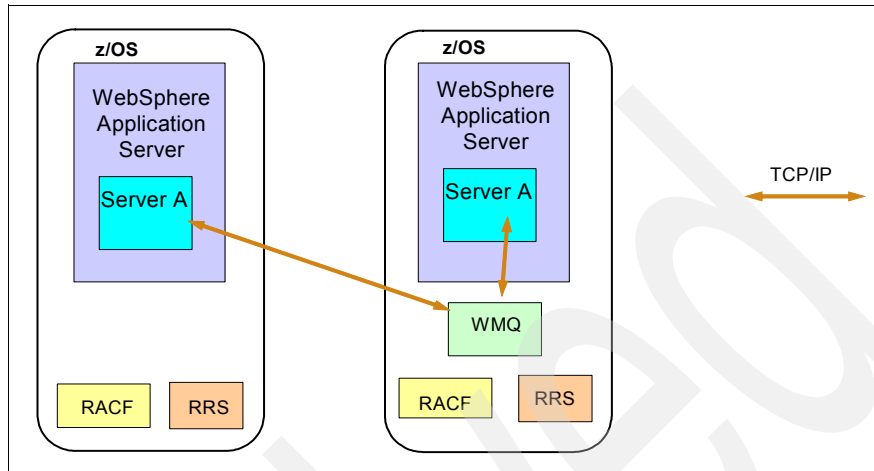 z/OS
WebSphere
Application
Server
Server A
RACF
RRS
z/OS
WebSphere
Application
Server
Server A
WMQ
RACF
RRS
TCP/IP